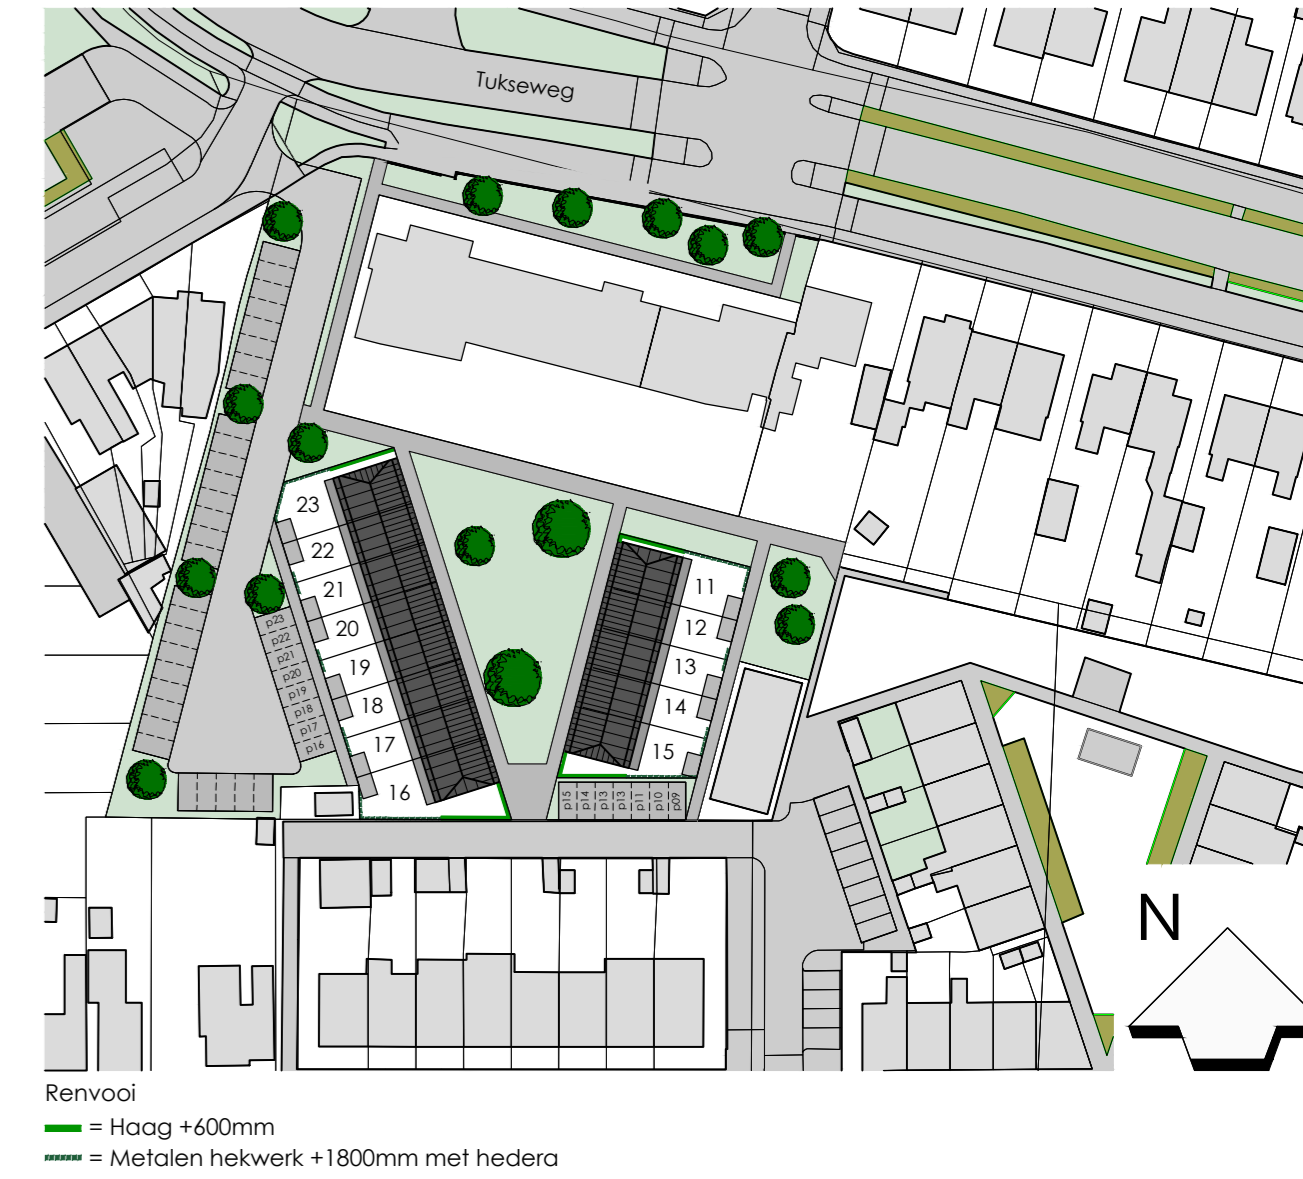 Tukseweg
23
22
21
20
19
18
17
16
11
12
13
14
15
p23
p22
p21
p20
p19
p18
p17
p16
p15
p14
p13
p13
p11
p10
p09
N
Renvooi
= Haag +600mm
= Metalen hekwerk +1800mm met hedera